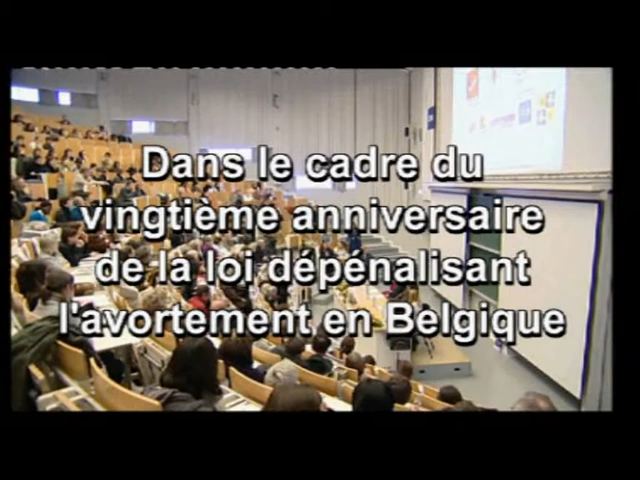 Dans le cadre du
vingtième anniversaire
de la loi dépénalisant
l'avortement en Belgique